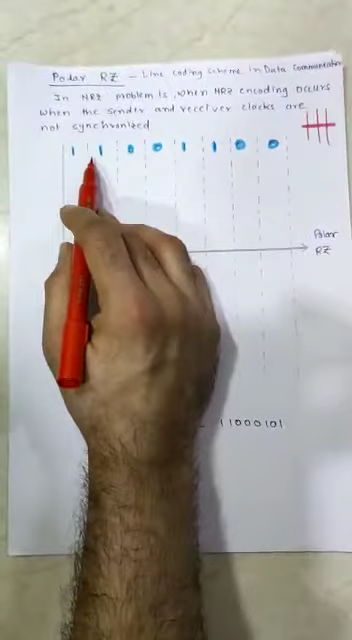 Polar RZ - Line coding scheme in Data Communication
In NRZ problem is, when NRZ encoding occurs
when the sender and receiver clocks are
not synchronized
1 1 0 0 1 1 0 0
Polar
RZ
11000101